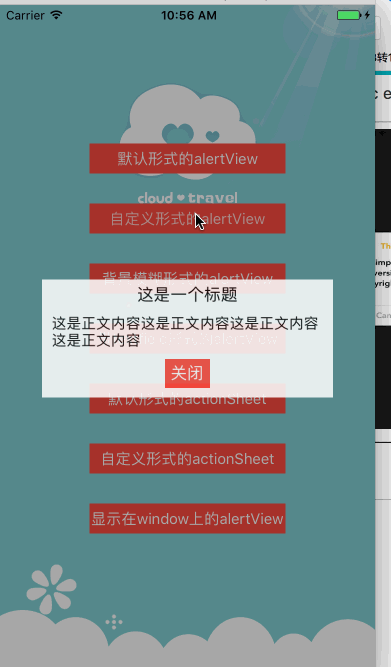 Carrier
10:56 AM
默认形式的alertView
cloud travel
自定义形式的alertView
背景模糊形式的alertView
这是一个标题
这是正文内容这是正文内容这是正文内容
这是正文内容
关闭
默认形式的actionSheet
自定义形式的actionSheet
显示在window上的alertView